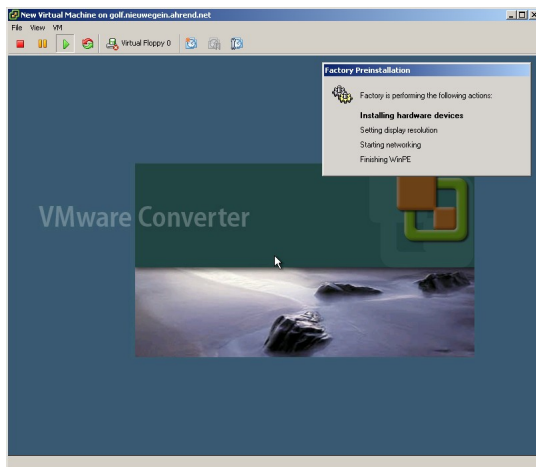 New Virtual Machine on golf.nieuwegein.ahrend.net
File View VM
Virtual Floppy 0
Factory Preinstallation
Factory is performing the following actions:
Installing hardware devices
Setting display resolution
Starting networking
Finishing WinPE
VMware Converter